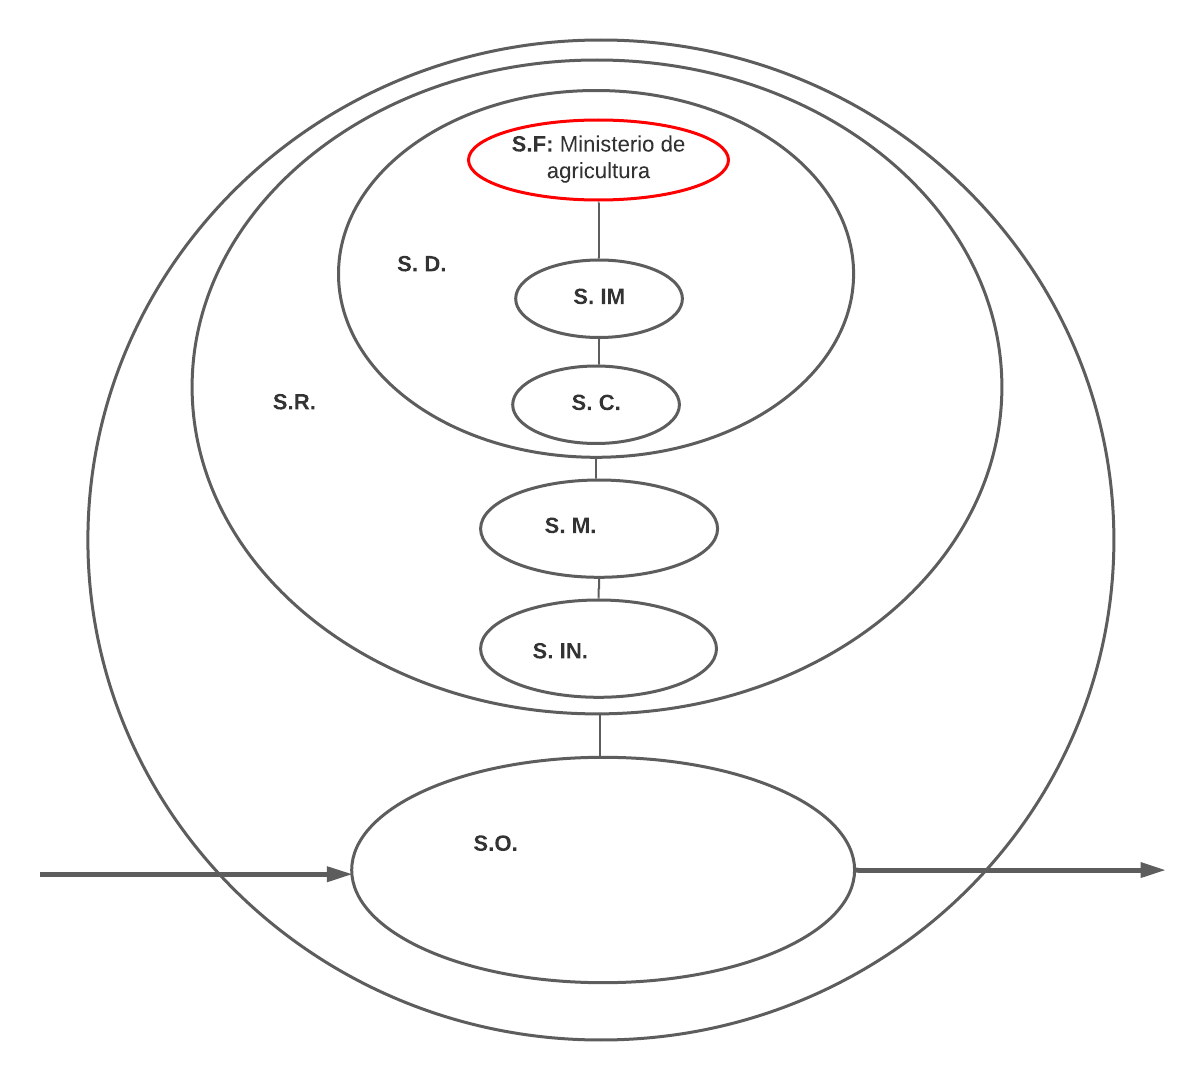 S.F: Ministerio de
agricultura
S. D.
S. IM
S.R.
S. C.
S. M.
S. IN.
S.O.